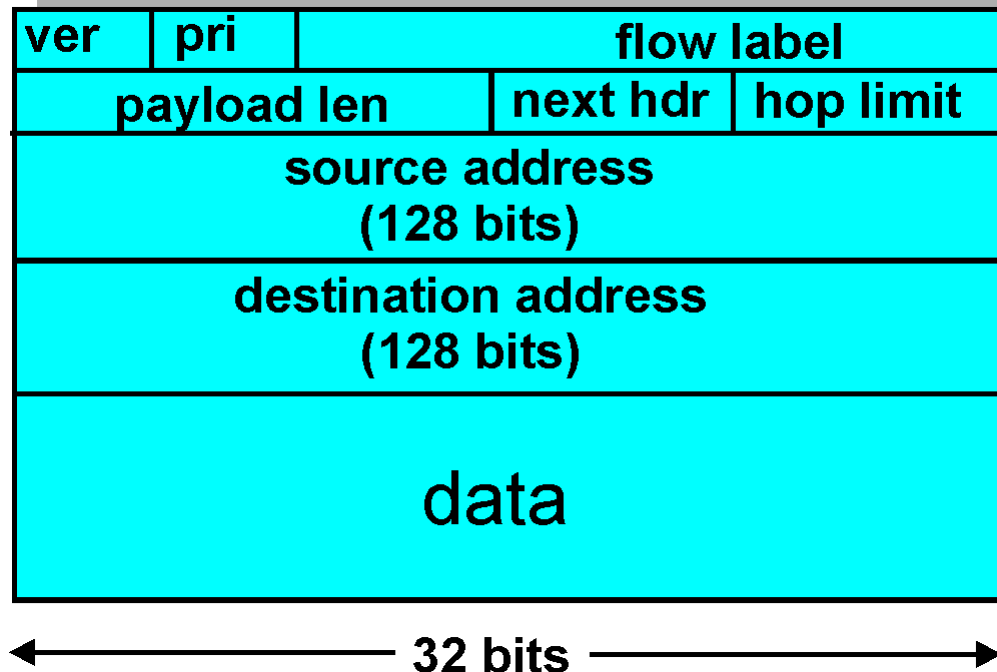 ver pri flow label
payload len next hdr hop limit
source address
(128 bits)
destination address
(128 bits)
data
32 bits